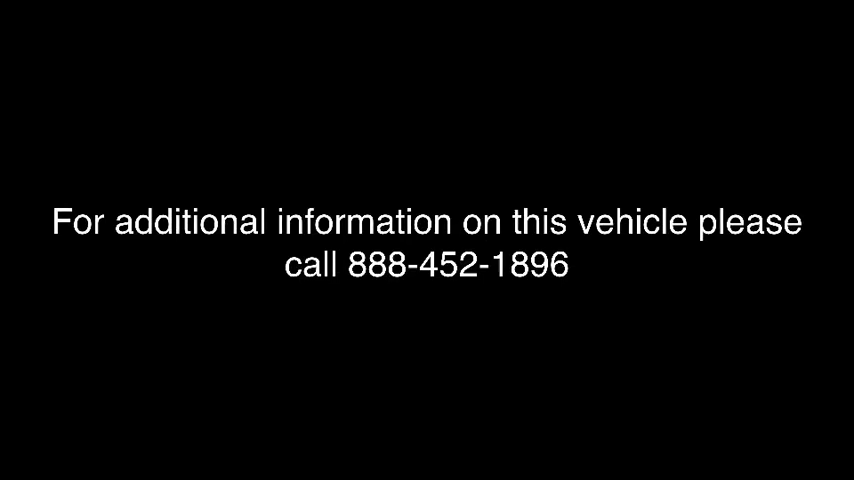 For additional information on this vehicle please
call 888-452-1896